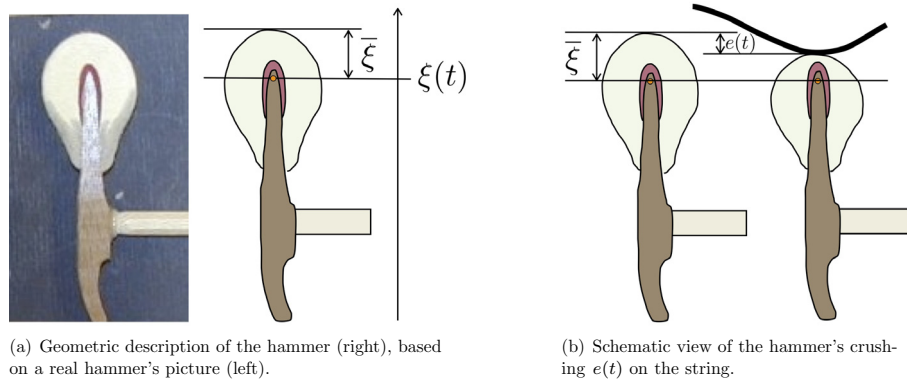 ξ̅
ξ(t)
ξ̅
e(t)
(a) Geometric description of the hammer (right), based
on a real hammer's picture (left).
(b) Schematic view of the hammer's crush-
ing e(t) on the string.